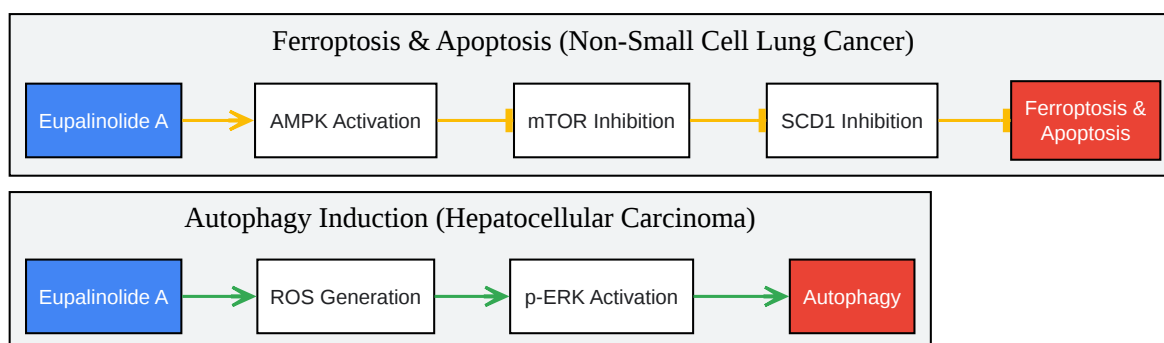 Ferroptosis & Apoptosis (Non-Small Cell Lung Cancer)
Eupalinolide A
AMPK Activation
mTOR Inhibition
SCD1 Inhibition
Ferroptosis &
Apoptosis
Autophagy Induction (Hepatocellular Carcinoma)
Eupalinolide A
ROS Generation
p-ERK Activation
Autophagy